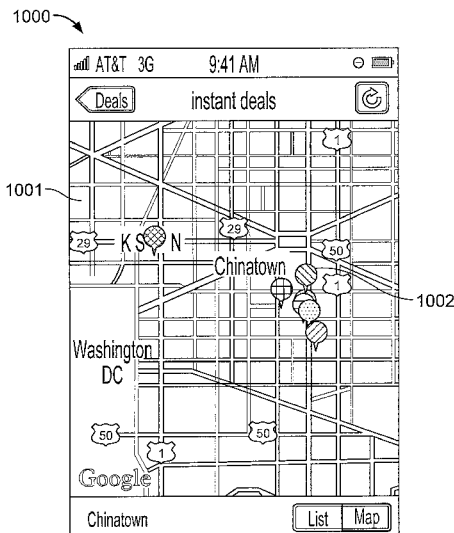 1000
AT&T 3G 9:41 AM
Deals instant deals
1
1001
29 K S N 29 50
Chinatown 1
1002
Washington
DC
50 50
1
Google
Chinatown List Map